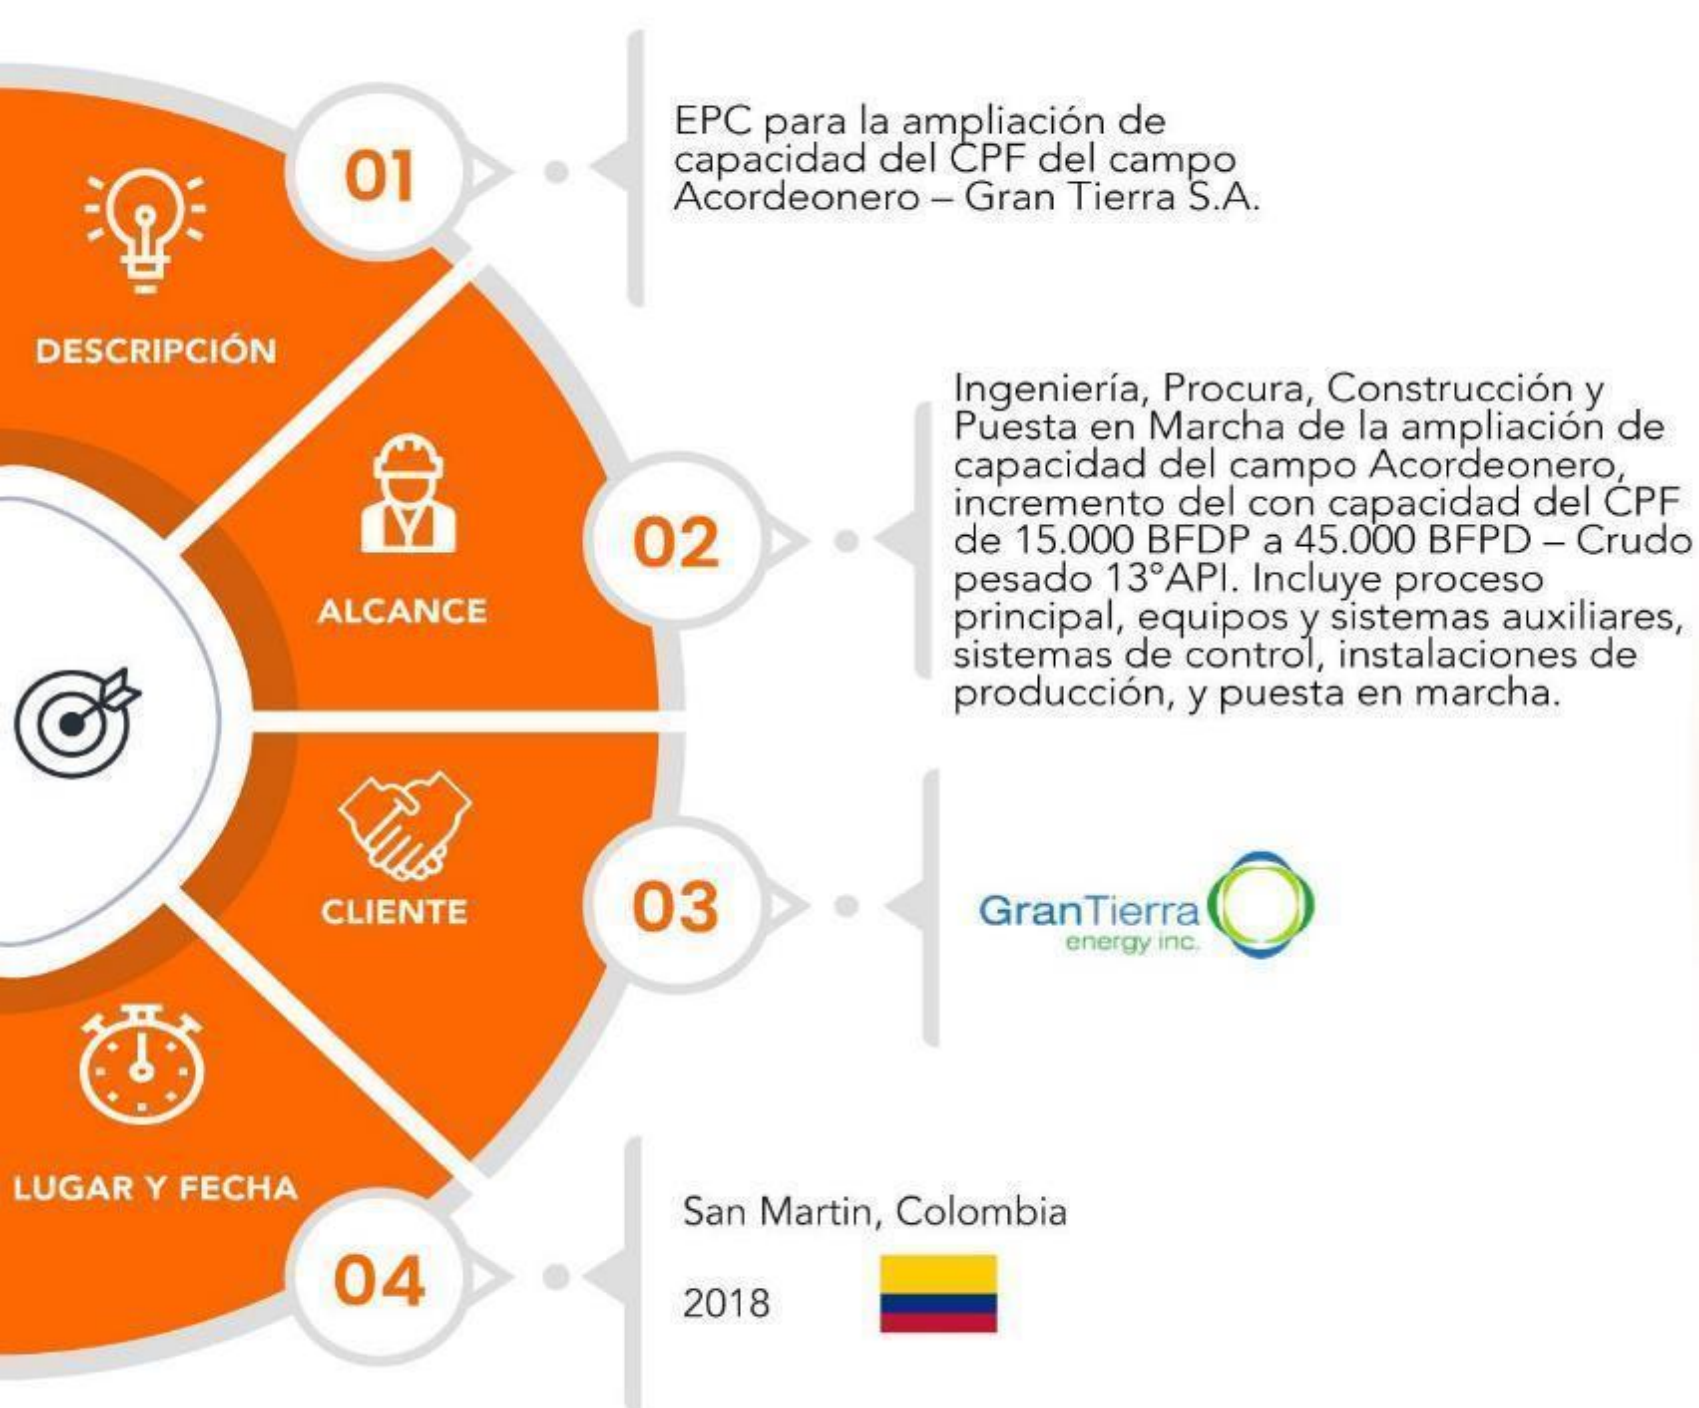 01
EPC para la ampliación de
capacidad del CPF del campo
Acordeonero – Gran Tierra S.A.
DESCRIPCIÓN
Ingeniería, Procura, Construcción y
Puesta en Marcha de la ampliación de
capacidad del campo Acordeonero,
incremento del con capacidad del CPF
de 15.000 BFDP a 45.000 BFPD – Crudo
pesado 13°API. Incluye proceso
principal, equipos y sistemas auxiliares,
sistemas de control, instalaciones de
producción, y puesta en marcha.
02
ALCANCE
03
CLIENTE
GranTierra
energy inc.
LUGAR Y FECHA
04
San Martin, Colombia
2018